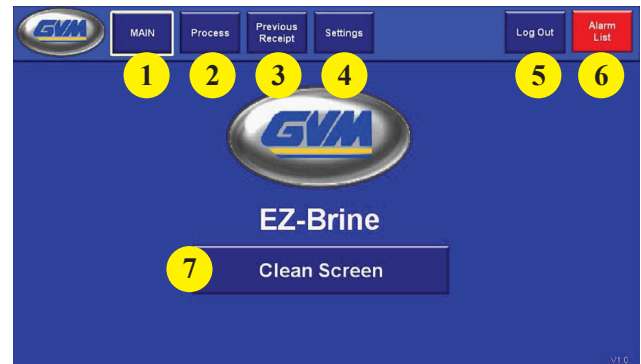 GVM
MAIN
Process
Previous
Receipt
Settings
Log Out
Alarm
List
1
2
3
4
5
6
GVM
EZ-Brine
7
Clean Screen
V1.0